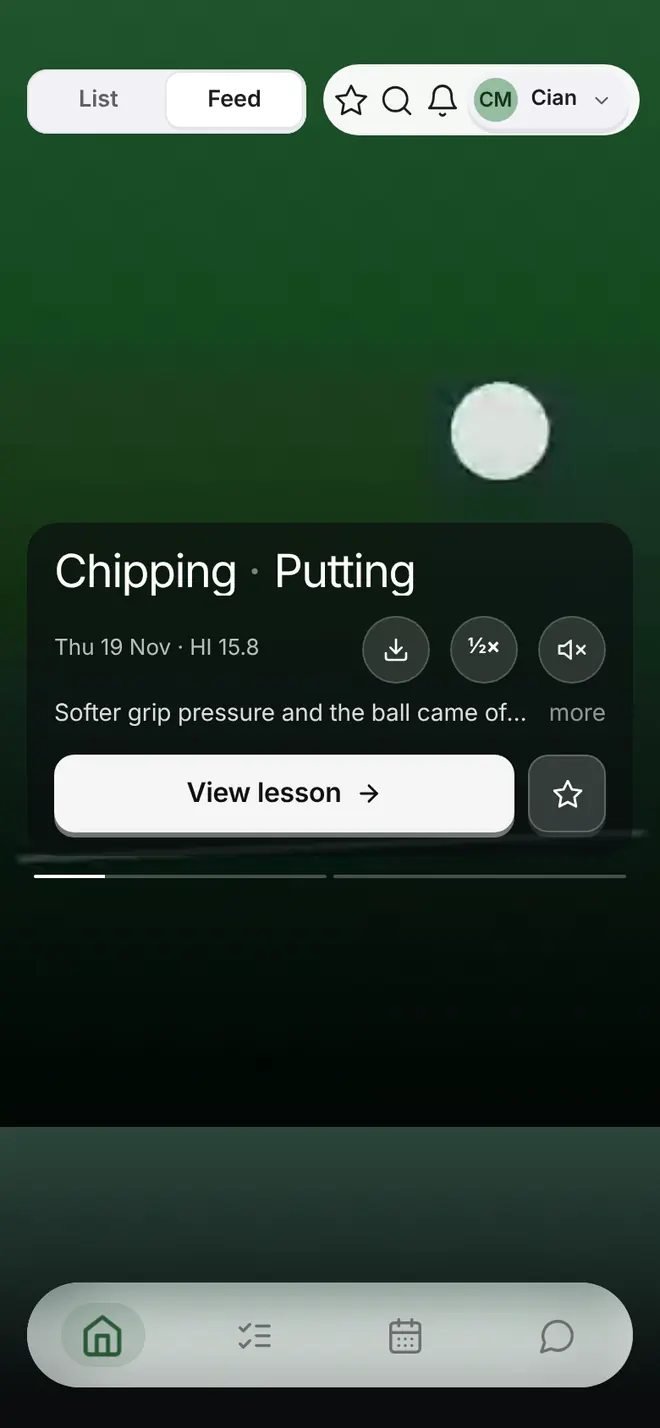 List
Feed
CM Cian
Chipping · Putting
Thu 19 Nov · HI 15.8
½×
Softer grip pressure and the ball came of... more
View lesson →